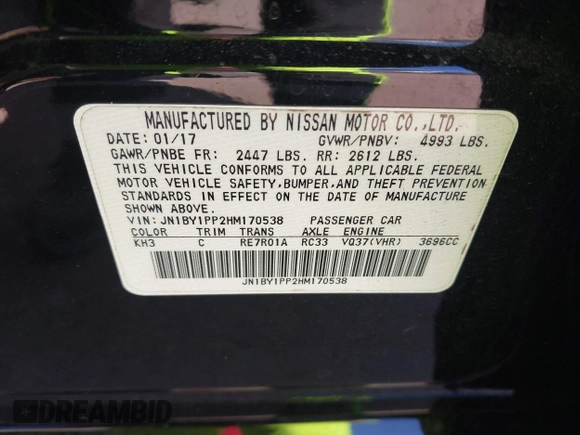 MANUFACTURED BY NISSAN MOTOR CO.,LTD.
DATE: 01/17 GVWR/PNBV: 4993 LBS.
GAWR/PNBE FR: 2447 LBS. RR: 2612 LBS.
THIS VEHICLE CONFORMS TO ALL APPLICABLE FEDERAL
MOTOR VEHICLE SAFETY,BUMPER,AND THEFT PREVENTION
STANDARDS IN EFFECT ON THE DATE OF MANUFACTURE
SHOWN ABOVE.
VIN: JN1BY1PP2HM170538 PASSENGER CAR
COLOR TRIM TRANS AXLE ENGINE
KH3 C RE7R01A RC33 VQ37(VHR) 3696CC
JN1BY1PP2HM170538
DREAMBID